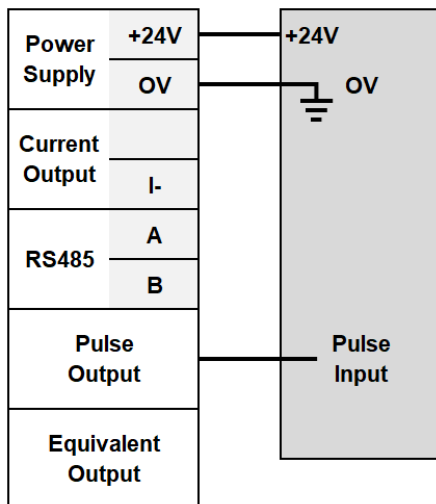 Power
Supply
+24V
OV
Current
Output
I-
RS485
A
B
Pulse
Output
Equivalent
Output
+24V
OV
Pulse
Input